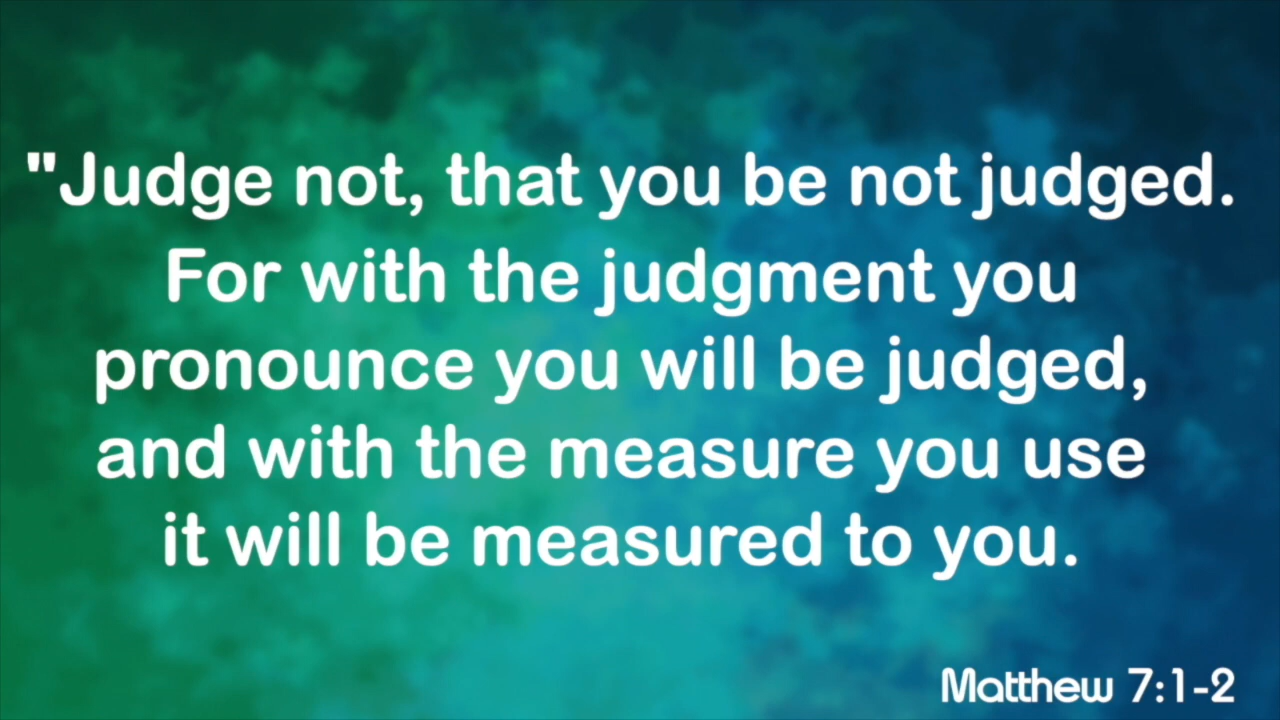 "Judge not, that you be not judged.
For with the judgment you
pronounce you will be judged,
and with the measure you use
it will be measured to you.
Matthew 7:1-2